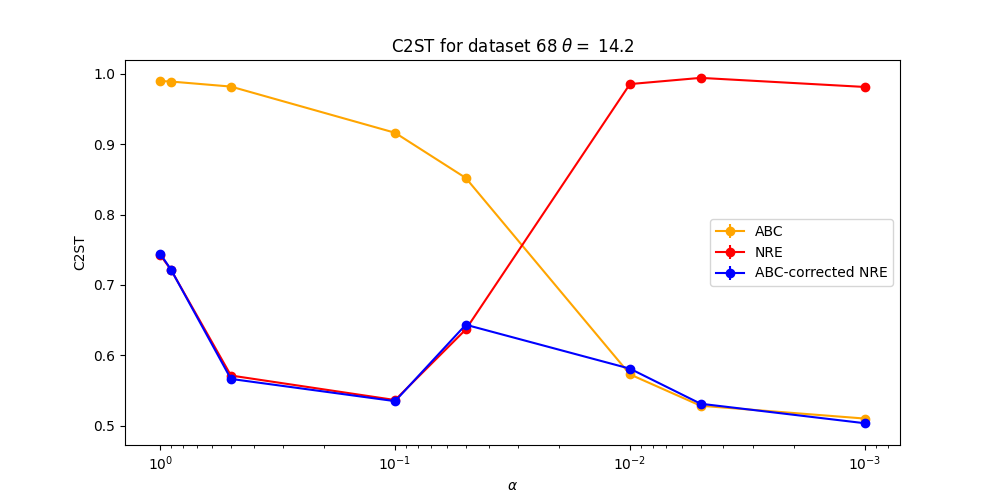 C2ST for dataset 68 θ = 14.2
1.0
0.9
0.8
0.7
0.6
0.5
C2ST
ABC
NRE
ABC-corrected NRE
10⁰
10⁻¹
10⁻²
10⁻³
α